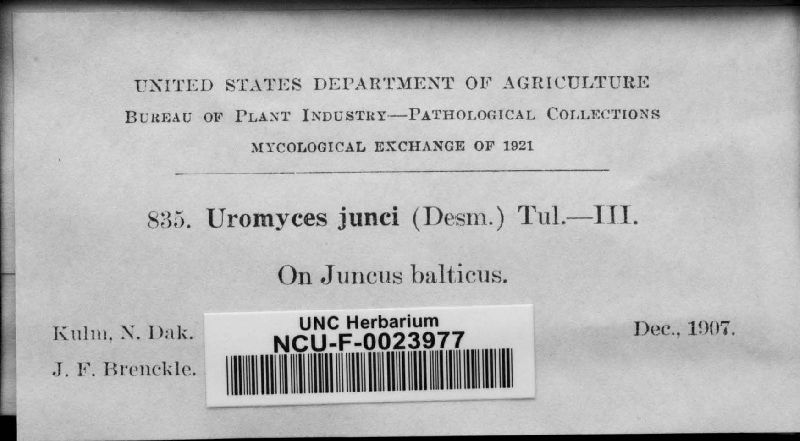 UNITED STATES DEPARTMENT OF AGRICULTURE
BUREAU OF PLANT INDUSTRY—PATHOLOGICAL COLLECTIONS
MYCOLOGICAL EXCHANGE OF 1921
835. Uromyces junci (Desm.) Tul.—III.
On Juncus balticus.
Kulm, N. Dak.
Dec., 1907.
J. F. Brenckle.
UNC Herbarium
NCU-F-0023977